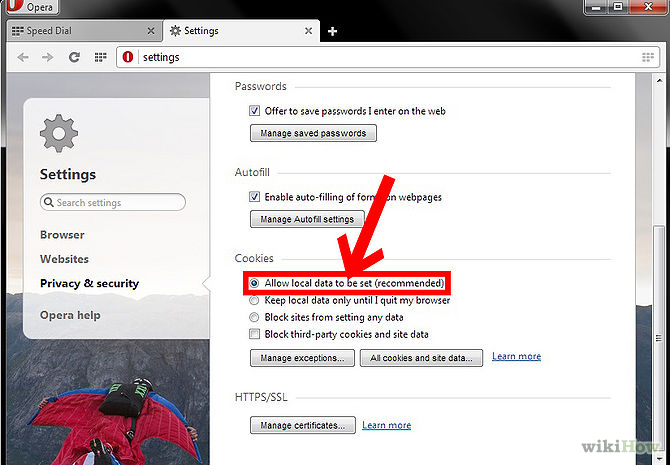 Opera
Speed Dial
Settings
settings
Settings
Search settings
Browser
Websites
Privacy & security
Opera help
Passwords
Offer to save passwords I enter on the web
Manage saved passwords
Autofill
Enable auto-filling of form on webpages
Manage Autofill settings
Cookies
Allow local data to be set (recommended)
Keep local data only until I quit my browser
Block sites from setting any data
Block third-party cookies and site data
Manage exceptions... All cookies and site data... Learn more
HTTPS/SSL
Manage certificates... Learn more
wikiHow